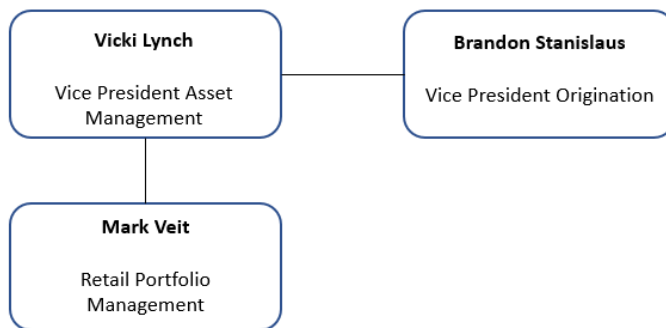 Vicki Lynch
Vice President Asset
Management
Brandon Stanislaus
Vice President Origination
Mark Veit
Retail Portfolio
Management